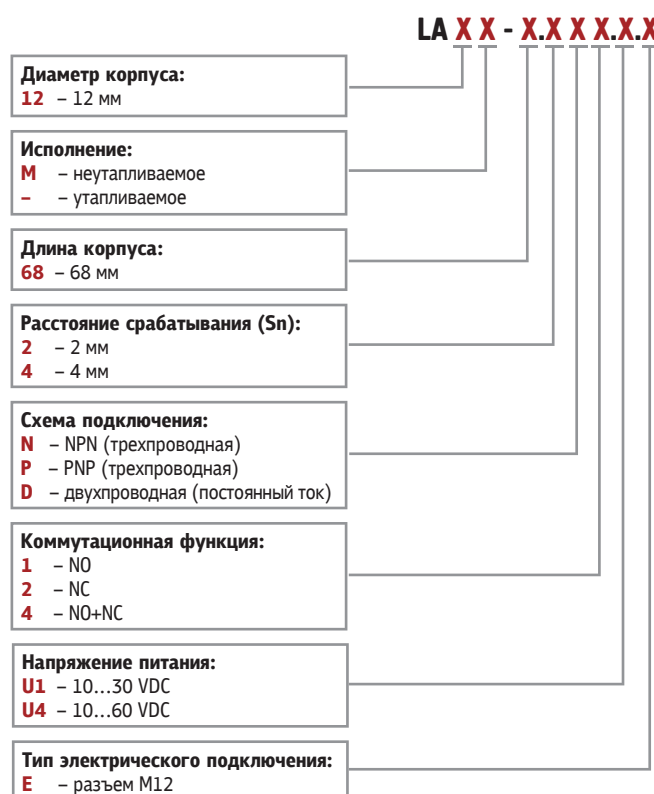 LA X X - X.X X X.X.X
Диаметр корпуса:
12 – 12 мм
Исполнение:
M – неутапливаемое
– – утапливаемое
Длина корпуса:
68 – 68 мм
Расстояние срабатывания (Sn):
2 – 2 мм
4 – 4 мм
Схема подключения:
N – NPN (трехпроводная)
P – PNP (трехпроводная)
D – двухпроводная (постоянный ток)
Коммутационная функция:
1 – NO
2 – NC
4 – NO+NC
Напряжение питания:
U1 – 10...30 VDC
U4 – 10...60 VDC
Тип электрического подключения:
E – разъем M12